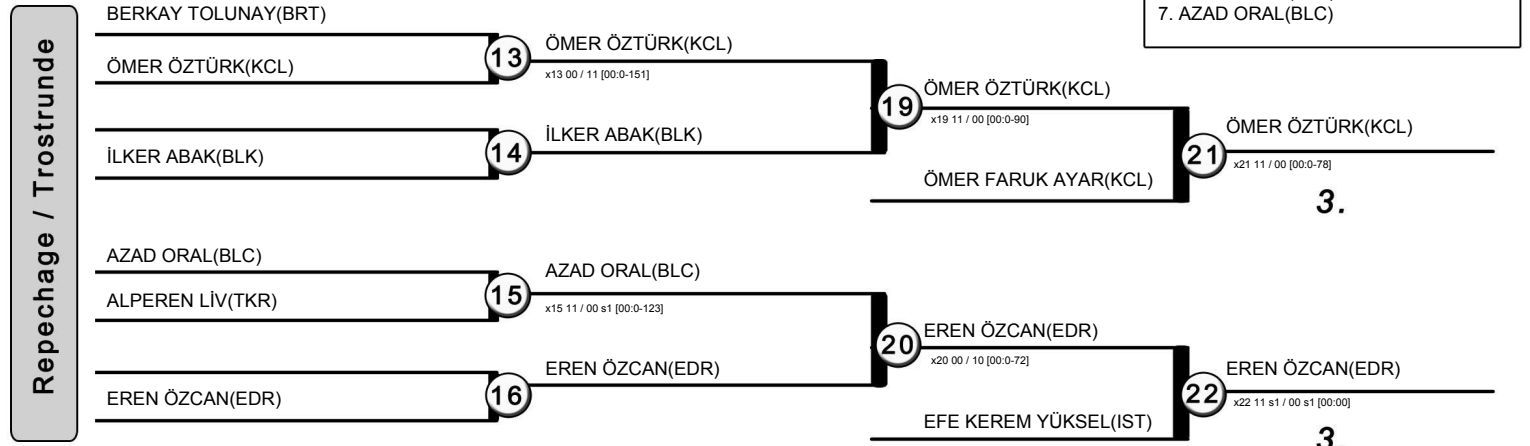 Repechage / Trostrunde
7. AZAD ORAL(BLC)
BERKAY TOLUNAY(BRT)
ÖMER ÖZTÜRK(KCL)
13
ÖMER ÖZTÜRK(KCL)
x13 00 / 11 [00:0-151]
İLKER ABAK(BLK)
14
İLKER ABAK(BLK)
19
ÖMER ÖZTÜRK(KCL)
x19 11 / 00 [00:0-90]
ÖMER FARUK AYAR(KCL)
21
ÖMER ÖZTÜRK(KCL)
x21 11 / 00 [00:0-78]
3.
AZAD ORAL(BLC)
ALPEREN LİV(TKR)
15
AZAD ORAL(BLC)
x15 11 / 00 s1 [00:0-123]
EREN ÖZCAN(EDR)
16
EREN ÖZCAN(EDR)
20
EREN ÖZCAN(EDR)
x20 00 / 10 [00:0-72]
EFE KEREM YÜKSEL(IST)
22
EREN ÖZCAN(EDR)
x22 11 s1 / 00 s1 [00:00]
3